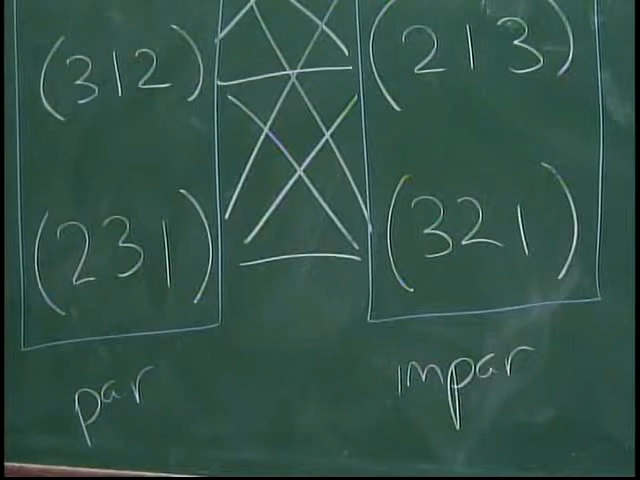 (312) (213)
(231) (321)
par impar